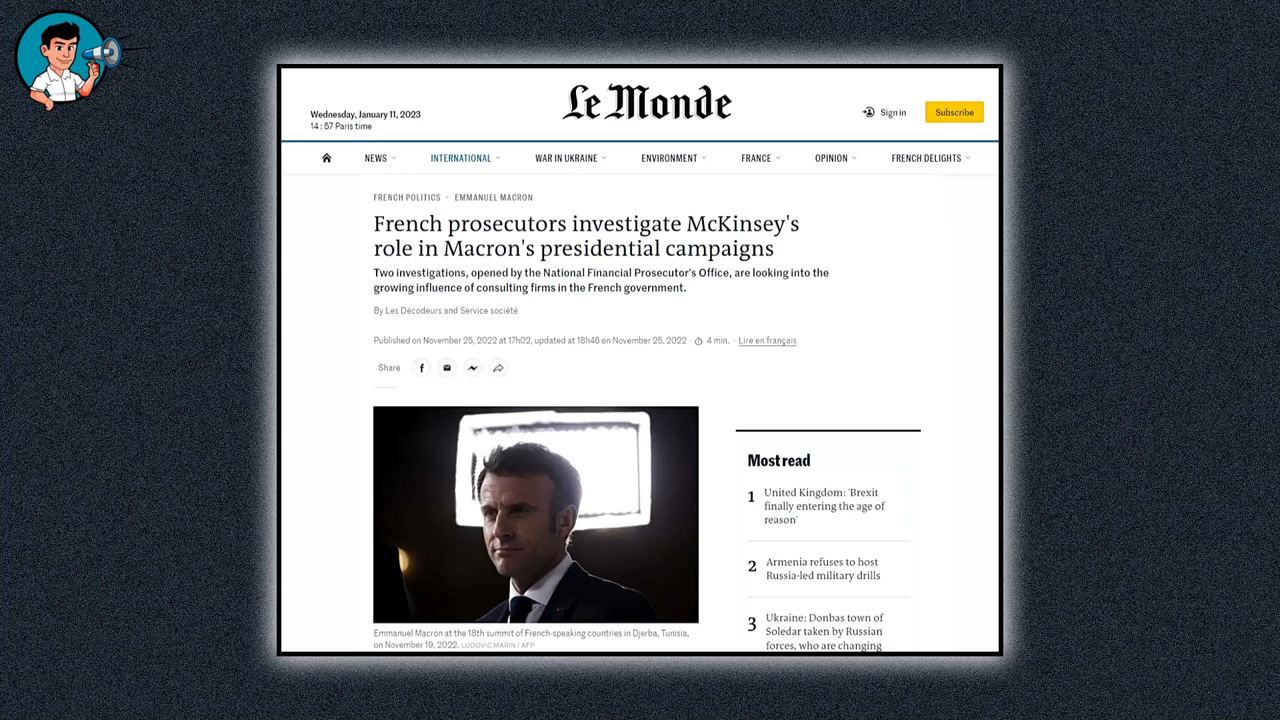 Le Monde
Wednesday, January 11, 2023
14:57 Paris time
Sign in
Subscribe
NEWS
INTERNATIONAL
WAR IN UKRAINE
ENVIRONMENT
FRANCE
OPINION
FRENCH DELIGHTS
FRENCH POLITICS • EMMANUEL MACRON
French prosecutors investigate McKinsey's
role in Macron's presidential campaigns
Two investigations, opened by the National Financial Prosecutor's Office, are looking into the
growing influence of consulting firms in the French government.
By Les Décodeurs and Service société
Published on November 25, 2022 at 17h02, updated at 18h46 on November 25, 2022 · 4 min. · Lire en français
Share
Emmanuel Macron at the 18th summit of French-speaking countries in Djerba, Tunisia,
on November 19, 2022. LUDOVIC MARIN / AFP
Most read
1 United Kingdom: 'Brexit
finally entering the age of
reason'
2 Armenia refuses to host
Russia-led military drills
3 Ukraine: Donbas town of
Soledar taken by Russian
forces, who are changing